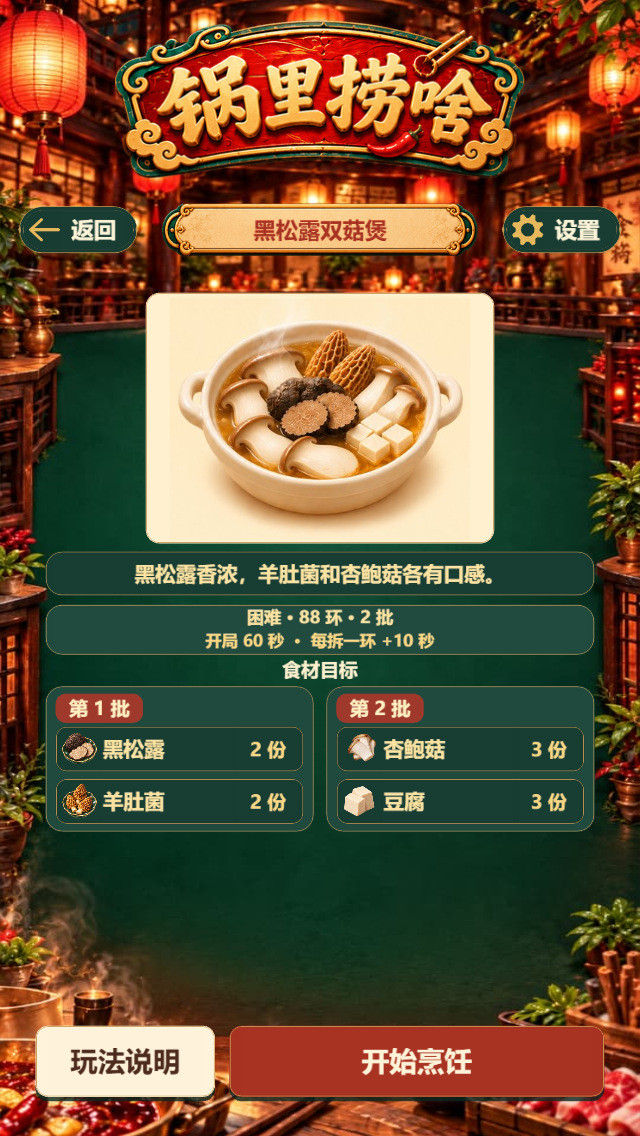 锅里捞啥
返回
黑松露双菇煲
设置
黑松露香浓，羊肚菌和杏鲍菇各有口感。
困难 • 88 环 • 2 批
开局 60 秒 • 每拆一环 +10 秒
食材目标
第 1 批
黑松露 2 份
羊肚菌 2 份
第 2 批
杏鲍菇 3 份
豆腐 3 份
玩法说明
开始烹饪